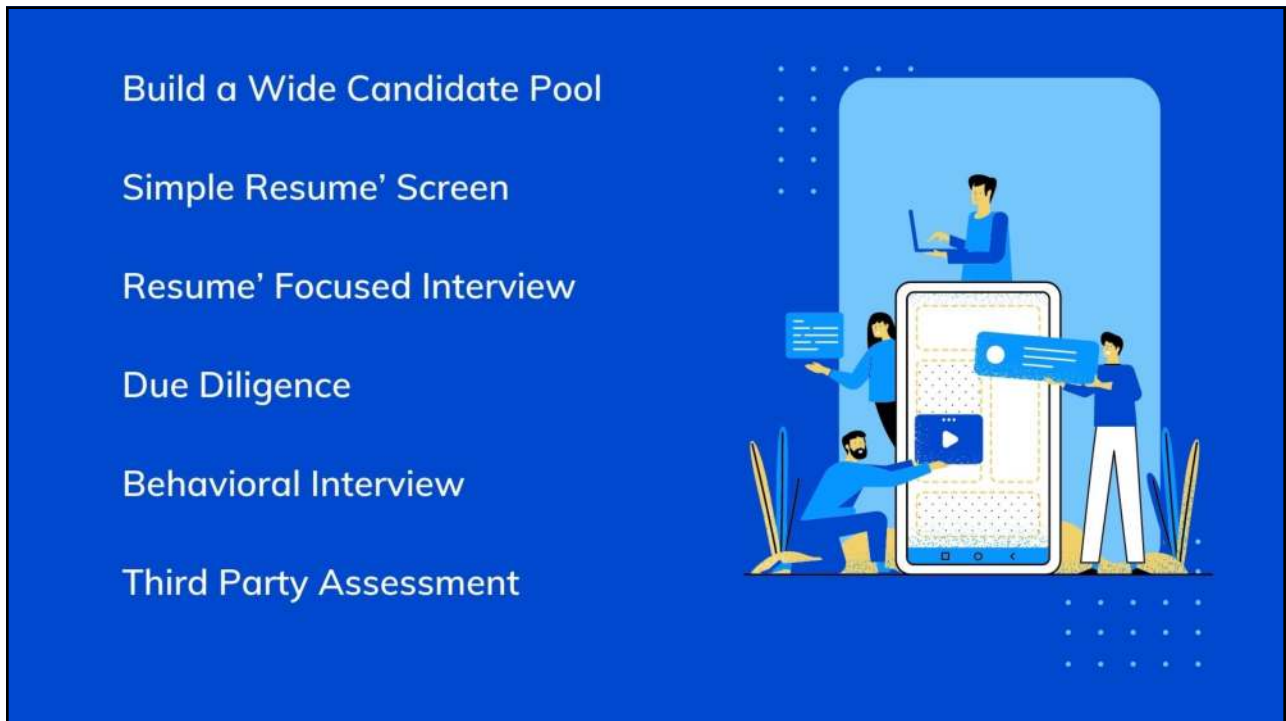 Build a Wide Candidate Pool
Simple Resume’ Screen
Resume’ Focused Interview
Due Diligence
Behavioral Interview
Third Party Assessment